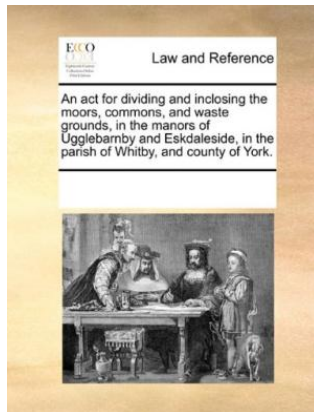 ECCO
Law and Reference
An act for dividing and inclosing the
moors, commons, and waste
grounds, in the manors of
Ugglebarnby and Eskdaleside, in the
parish of Whitby, and county of York.